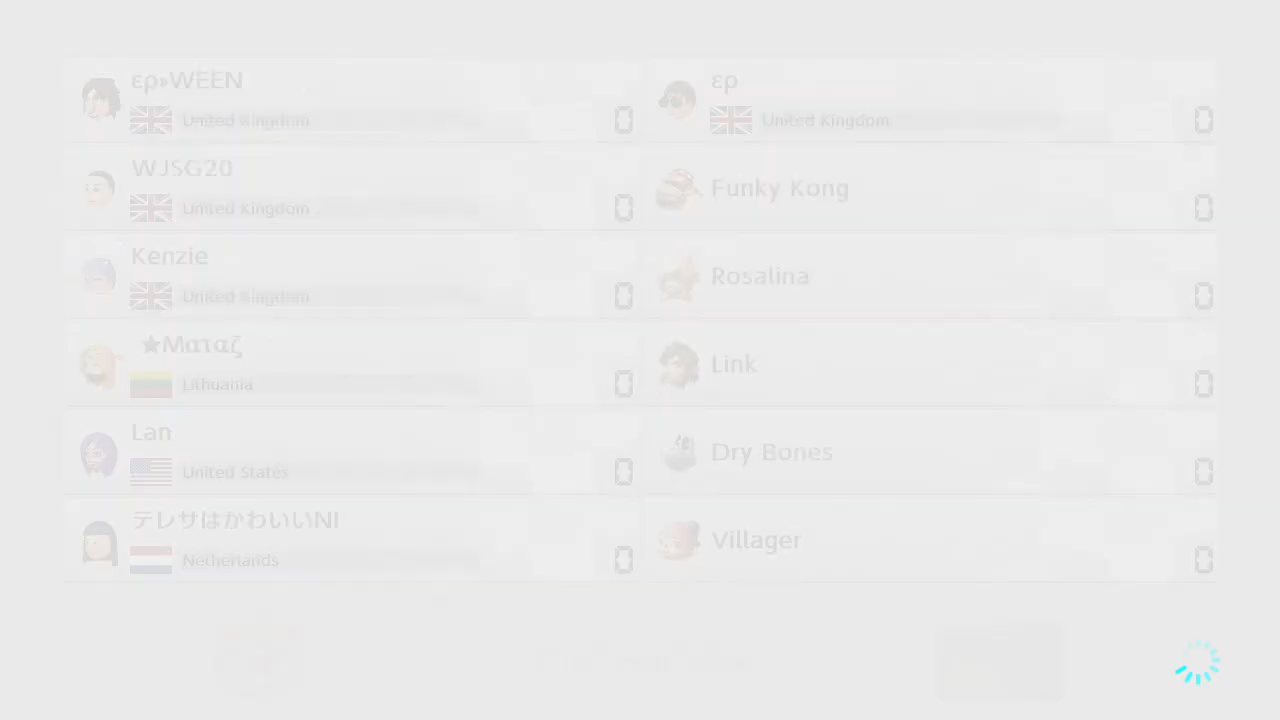 ερ»WEEN
United Kingdom
0
WJSG20
United Kingdom
0
Kenzie
United Kingdom
0
★Ματαζ
Lithuania
0
Lan
United States
0
テレサはかわいいNl
Netherlands
0
ερ
United Kingdom
0
Funky Kong
0
Rosalina
0
Link
0
Dry Bones
0
Villager
0